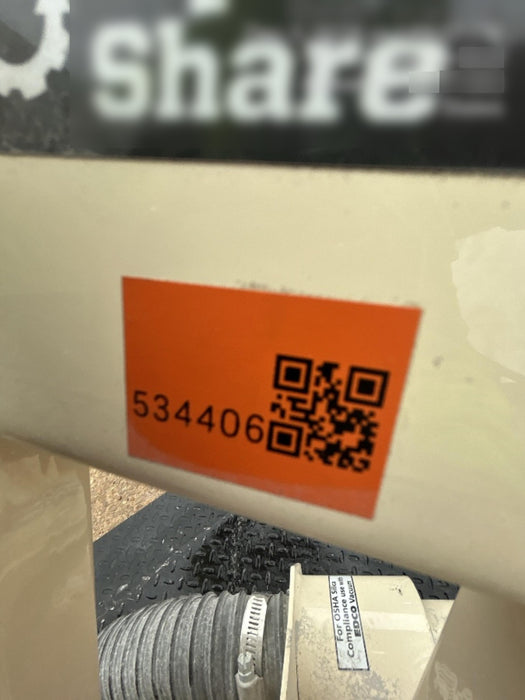 Share
534406
For OSHA Silica
Compliance use with
EDCO Vacuum